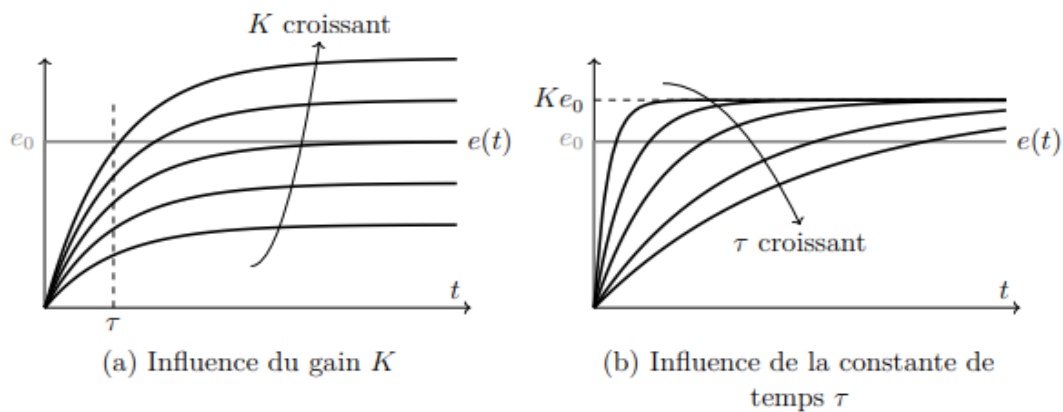 K croissant
e₀
e(t)
t
τ
(a) Influence du gain K
Ke₀
e₀
e(t)
τ croissant
t
(b) Influence de la constante de
temps τ